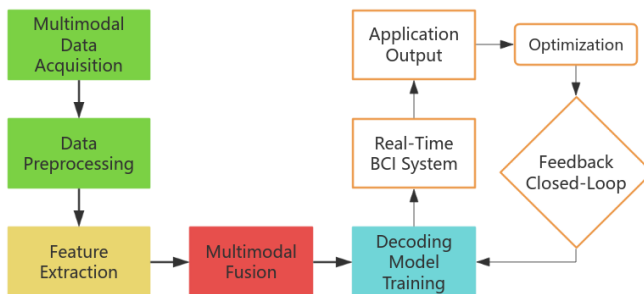 Multimodal
Data
Acquisition
Data
Preprocessing
Feature
Extraction
Multimodal
Fusion
Decoding
Model
Training
Real-Time
BCI System
Application
Output
Optimization
Feedback
Closed-Loop